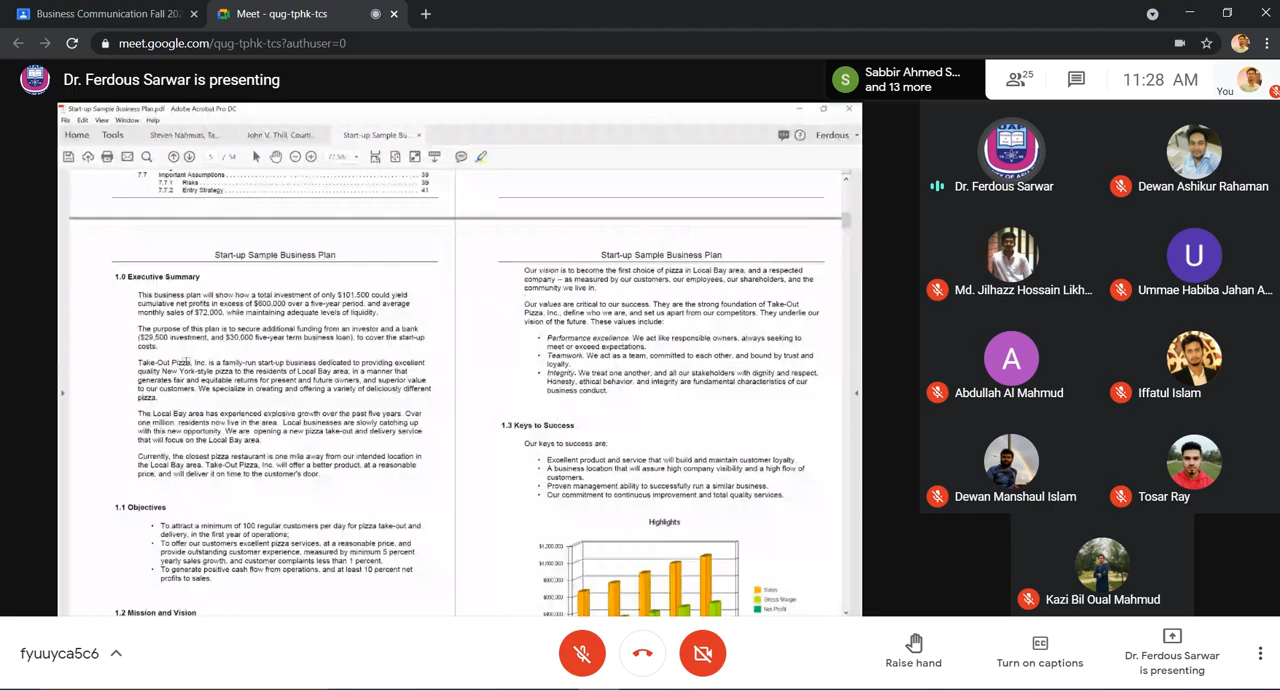 Business Communication Fall 202
Meet - qug-tphk-tcs
meet.google.com/qug-tphk-tcs?authuser=0
Dr. Ferdous Sarwar is presenting
S
Sabbir Ahmed S...
and 13 more
25
11:28 AM
You
Start-up Sample Business Plan.pdf - Adobe Acrobat Pro DC
File Edit View Window Help
Home Tools Steven Nahmias, Ta... John V. Thill, Court... Start-up Sample Bu... ×
Ferdous
5 / 54
77.5%
7.7 Important Assumptions 39
7.7.1 Risks 39
7.7.2 Entry Strategy 41
Start-up Sample Business Plan
1.0 Executive Summary
This business plan will show how a total investment of only $101,500 could yield
cumulative net profits in excess of $800,000 over a five-year period, and average
monthly sales of $72,000, while maintaining adequate levels of liquidity.
The purpose of this plan is to secure additional funding from an investor and a bank
($29,500 investment, and $30,000 five-year term business loan), to cover the start-up
costs.
Take-Out Pizza, Inc. is a family-run start-up business dedicated to providing excellent
quality New York-style pizza to the residents of Local Bay area, in a manner that
generates fair and equitable returns for present and future owners, and superior value
to our customers. We specialize in creating and offering a variety of deliciously different
pizza.
The Local Bay area has experienced explosive growth over the past five years. Over
one million residents now live in the area. Local businesses are slowly catching up
with this new opportunity. We are opening a new pizza take-out and delivery service
that will focus on the Local Bay area.
Currently, the closest pizza restaurant is one mile away from our intended location in
the Local Bay area. Take-Out Pizza, Inc. will offer a better product, at a reasonable
price, and will deliver it on time to the customer's door.
1.1 Objectives
• To attract a minimum of 100 regular customers per day for pizza take-out and
delivery, in the first year of operations;
• To offer our customers excellent pizza services, at a reasonable price, and
provide outstanding customer experience, measured by minimum 5 percent
yearly sales growth, and customer complaints less than 1 percent.
• To generate positive cash flow from operations, and at least 10 percent net
profits to sales.
1.2 Mission and Vision
Start-up Sample Business Plan
Our vision is to become the first choice of pizza in Local Bay area, and a respected
company – as measured by our customers, our employees, our shareholders, and the
community we live in.
Our values are critical to our success. They are the strong foundation of Take-Out
Pizza, Inc., define who we are, and set us apart from our competitors. They underlie our
vision of the future. These values include:
• Performance excellence. We act like responsible owners, always seeking to
meet or exceed expectations.
• Teamwork. We act as a team, committed to each other, and bound by trust and
loyalty.
• Integrity. We treat one another, and all our stakeholders with dignity and respect.
Honesty, ethical behavior, and integrity are fundamental characteristics of our
business conduct.
1.3 Keys to Success
Our keys to success are:
• Excellent product and service that will build and maintain customer loyalty.
• A business location that will assure high company visibility and a high flow of
customers.
• Proven management ability to successfully run a similar business.
• Our commitment to continuous improvement and total quality services.
Highlights
$1,200,000
$1,000,000
$800,000
$600,000
$400,000
Sales
Gross Margin
Net Profit
Dr. Ferdous Sarwar
Dewan Ashikur Rahaman
Md. Jilhazz Hossain Likh...
U
Ummae Habiba Jahan A...
A
Abdullah Al Mahmud
Iffatul Islam
Dewan Manshaul Islam
Tosar Ray
Kazi Bil Oual Mahmud
fyuuyca5c6
Raise hand
CC
Turn on captions
Dr. Ferdous Sarwar
is presenting